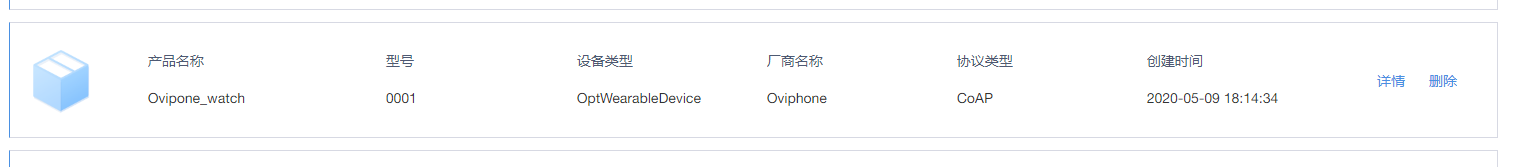 产品名称 型号 设备类型 厂商名称 协议类型 创建时间
详情 删除
Ovipone_watch 0001 OptWearableDevice Oviphone CoAP 2020-05-09 18:14:34